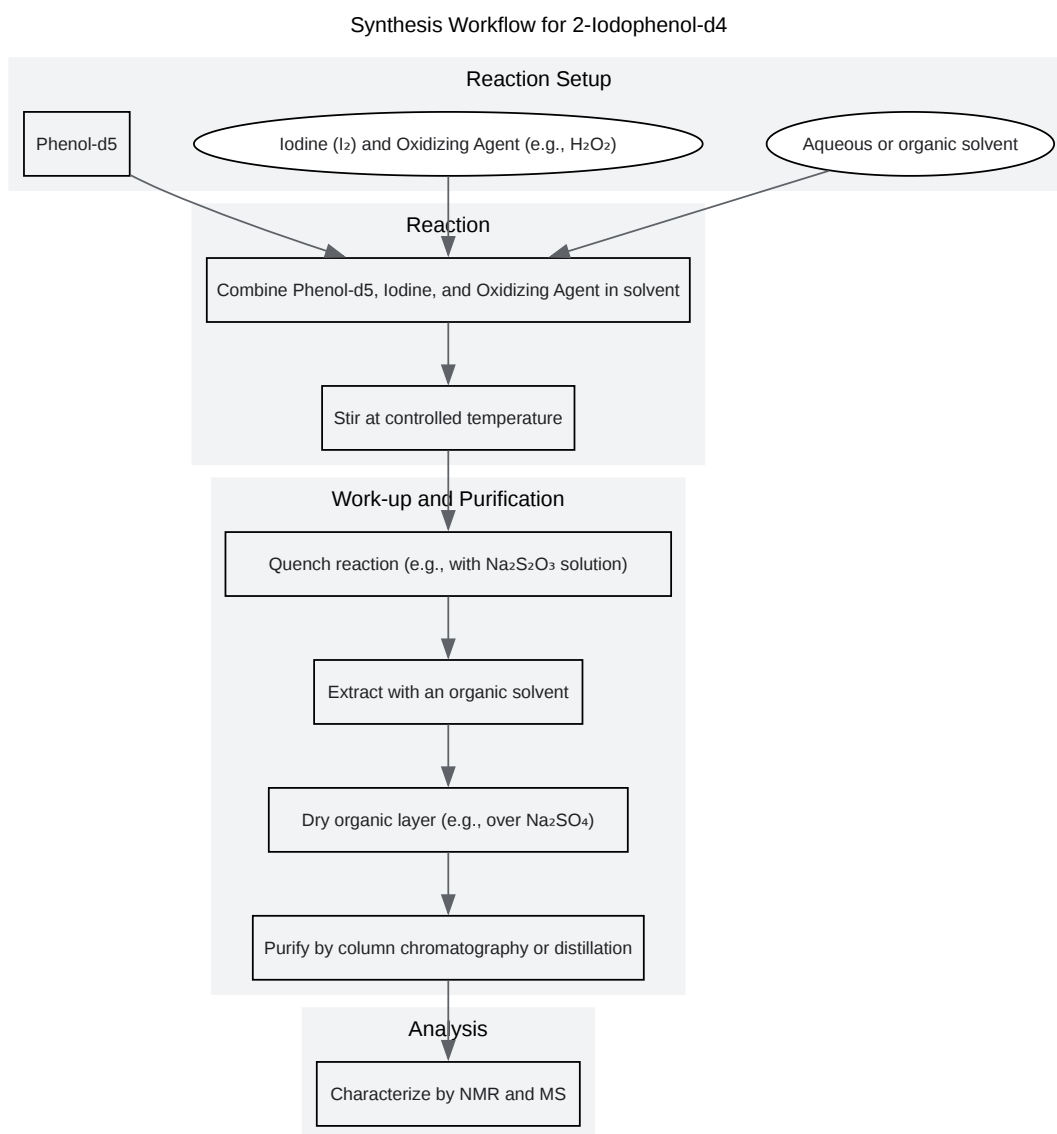 Synthesis Workflow for 2-Iodophenol-d4
Reaction Setup
Phenol-d5
Iodine (I₂) and Oxidizing Agent (e.g., H₂O₂)
Aqueous or organic solvent
Reaction
Combine Phenol-d5, Iodine, and Oxidizing Agent in solvent
Stir at controlled temperature
Work-up and Purification
Quench reaction (e.g., with Na₂S₂O₃ solution)
Extract with an organic solvent
Dry organic layer (e.g., over Na₂SO₄)
Purify by column chromatography or distillation
Analysis
Characterize by NMR and MS